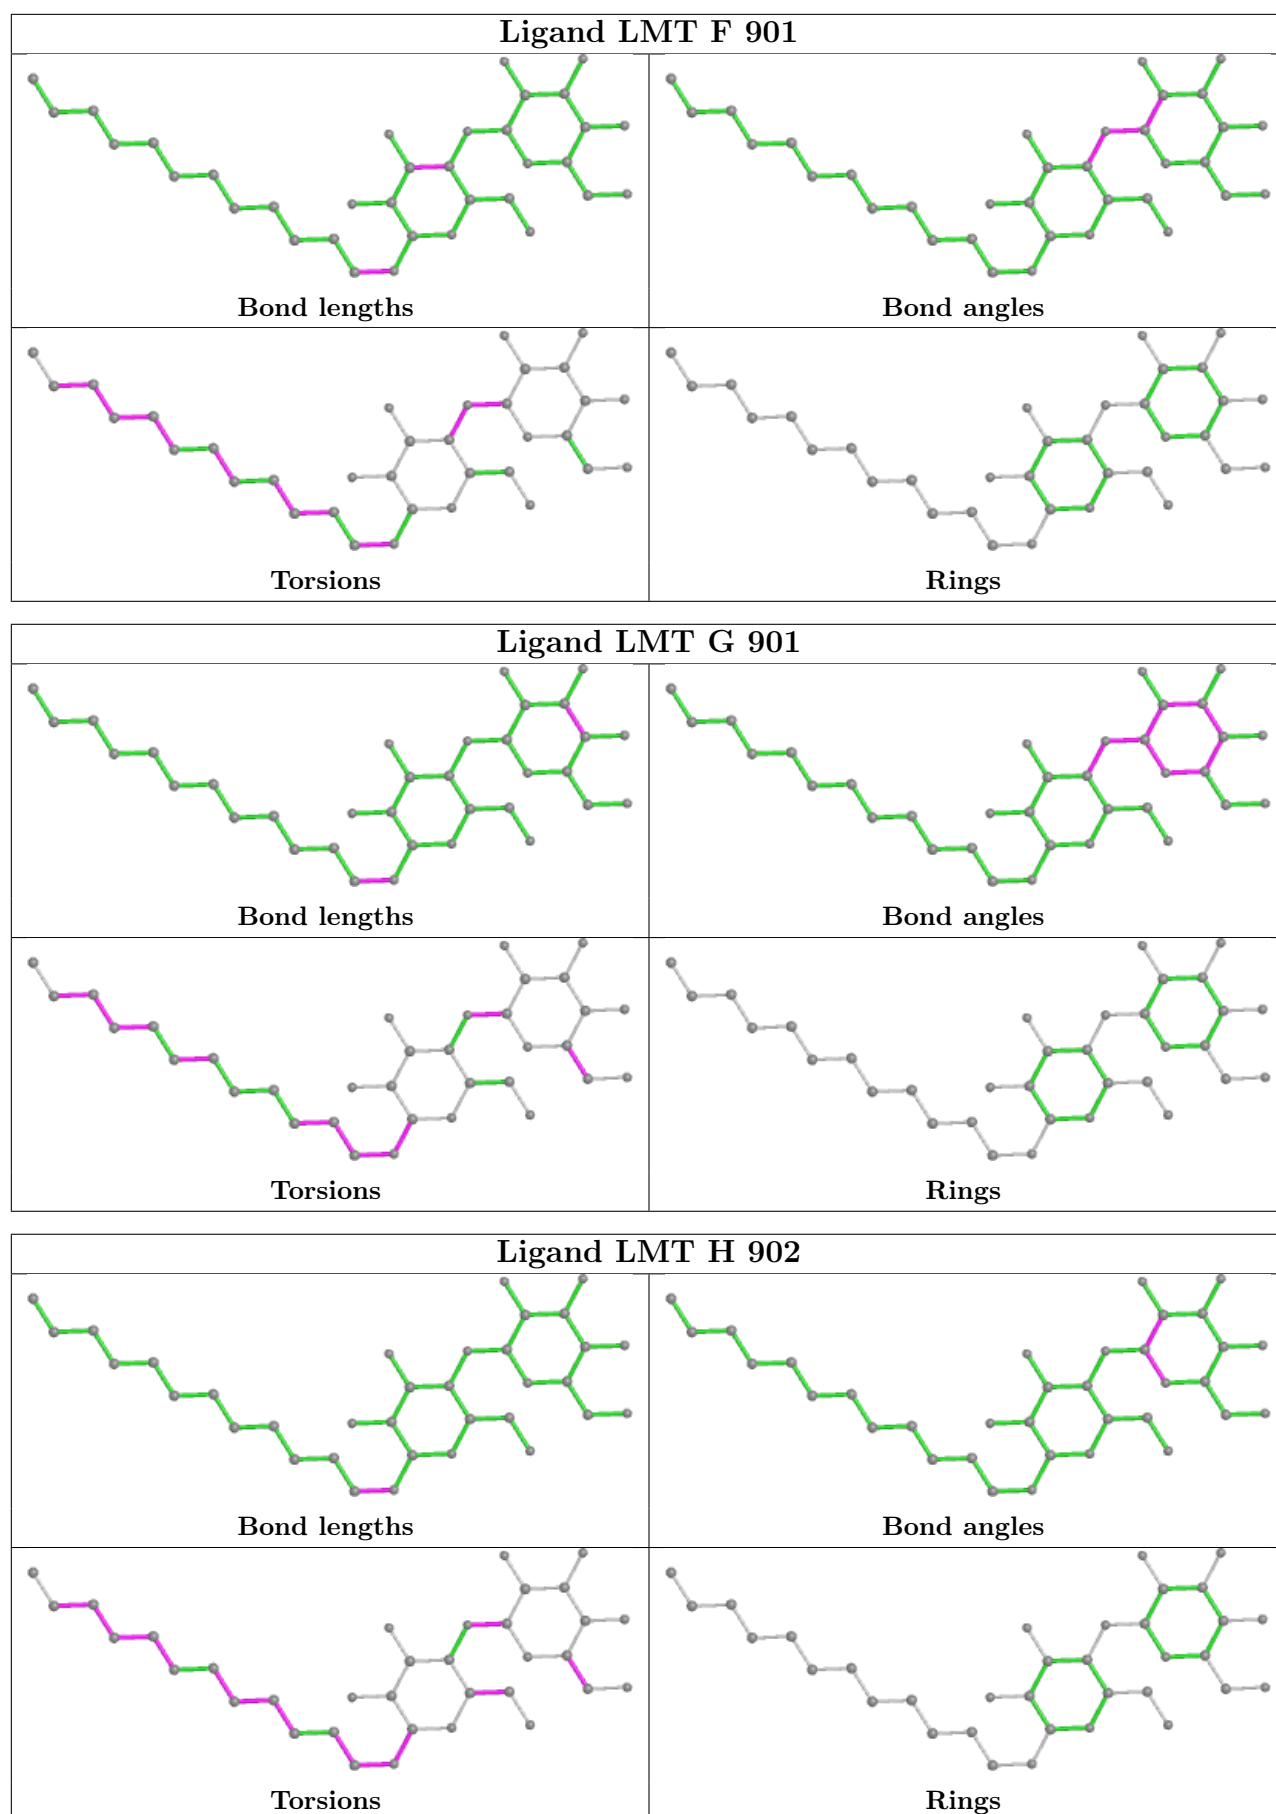 Ligand LMT F 901
Bond lengths
Bond angles
Torsions
Rings
Ligand LMT G 901
Bond lengths
Bond angles
Torsions
Rings
Ligand LMT H 902
Bond lengths
Bond angles
Torsions
Rings